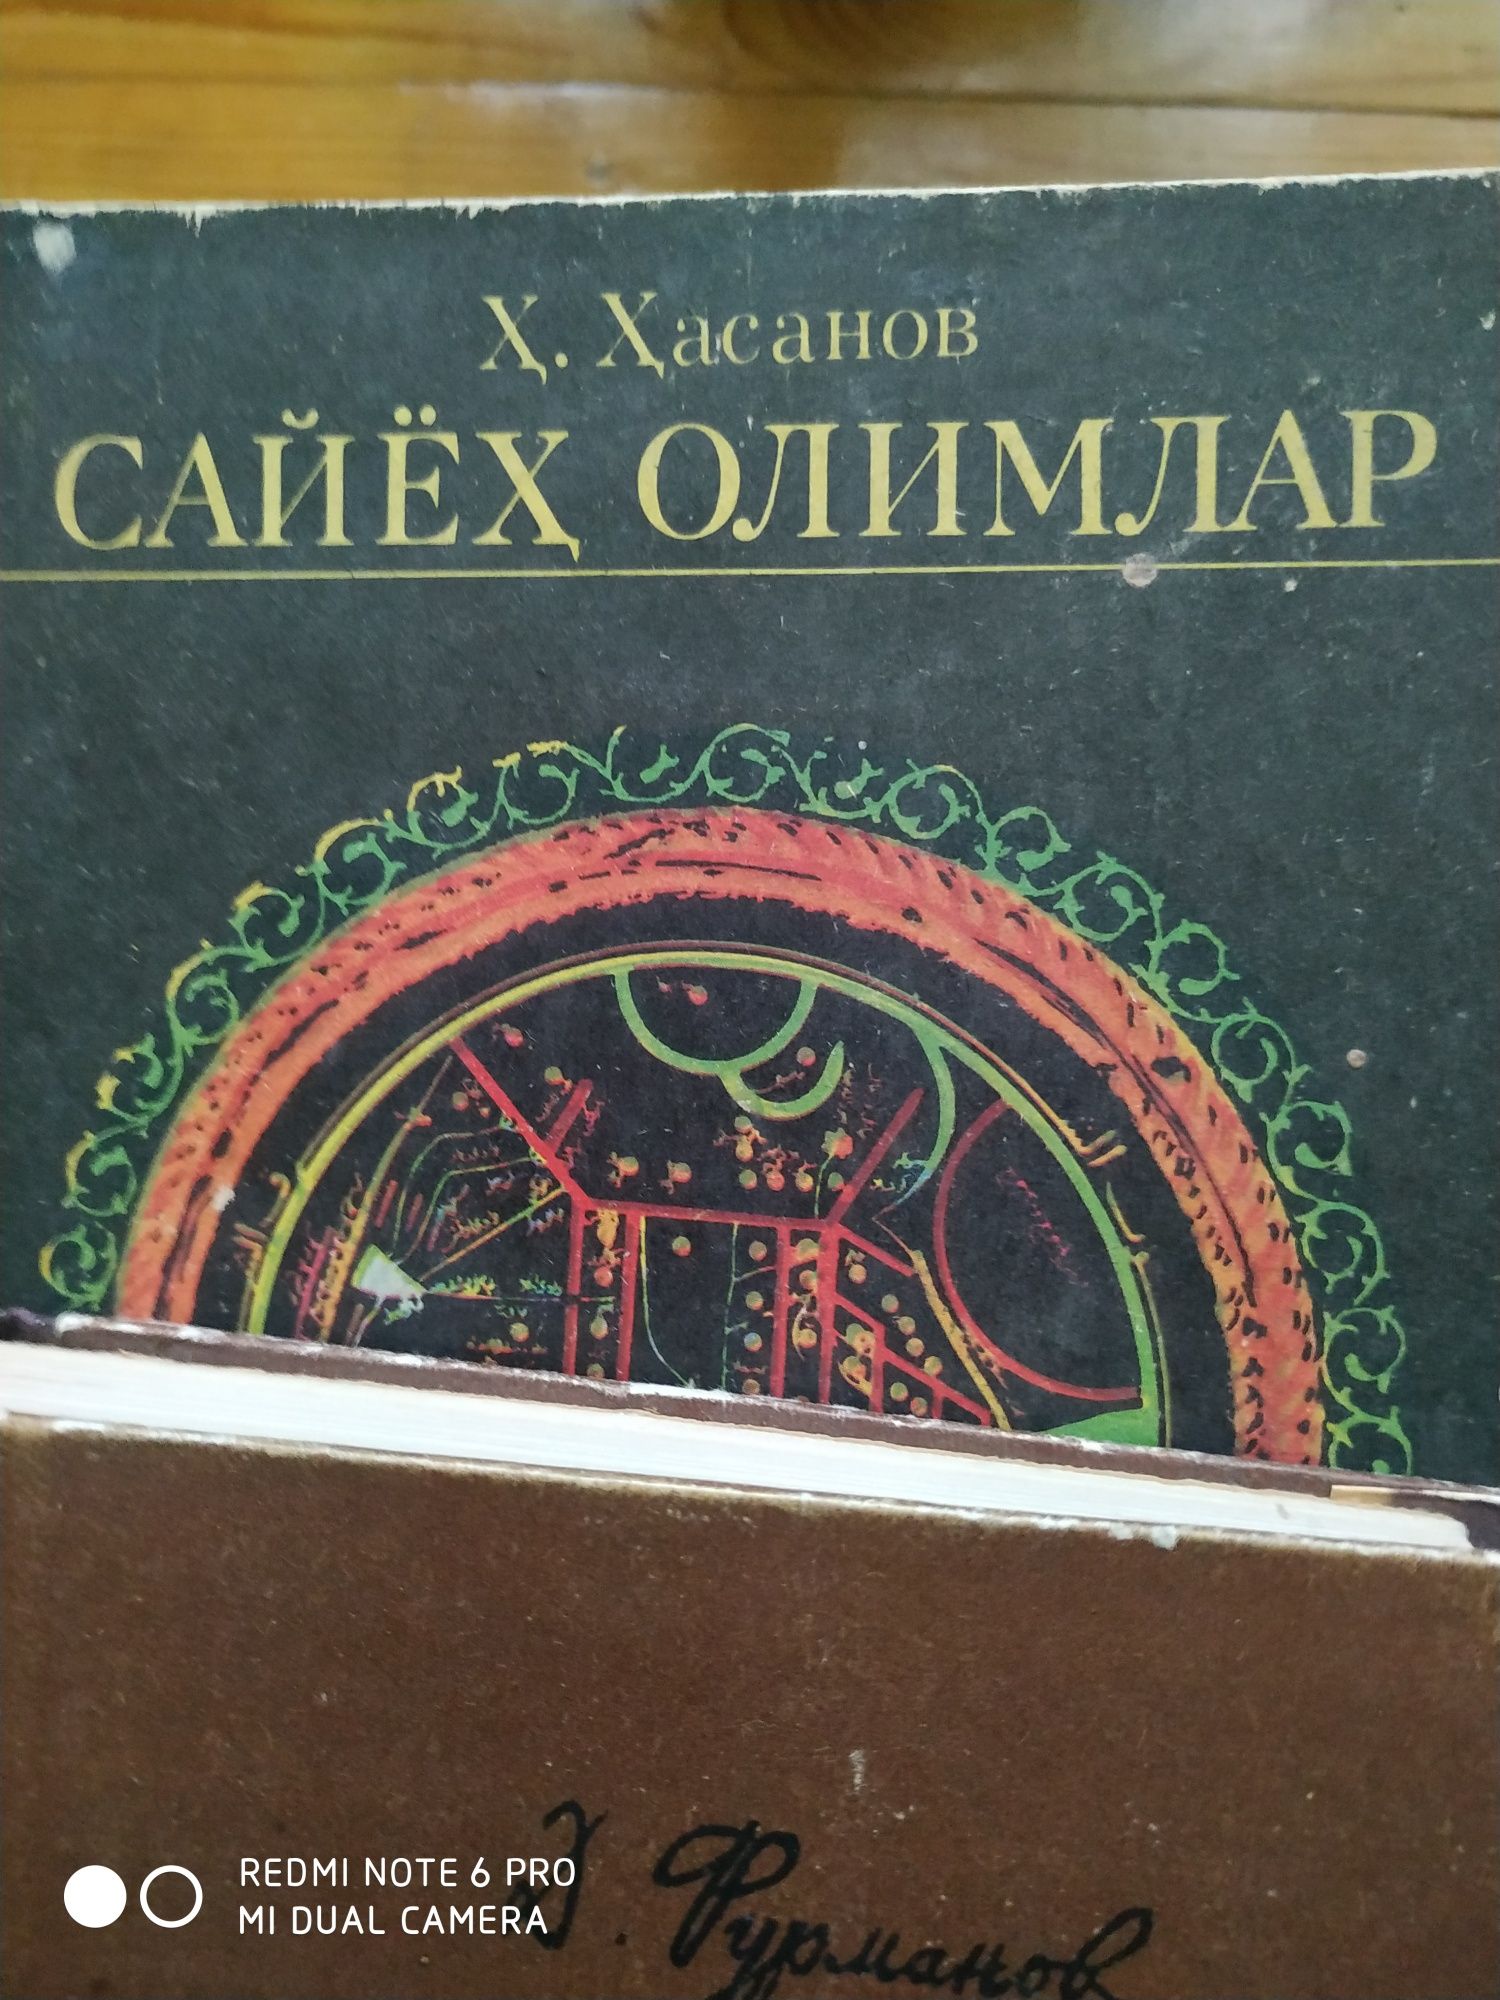 Ҳ. Ҳасанов
САЙЁҲ ОЛИМЛАР
REDMI NOTE 6 PRO
MI DUAL CAMERA
Д. Фурманов